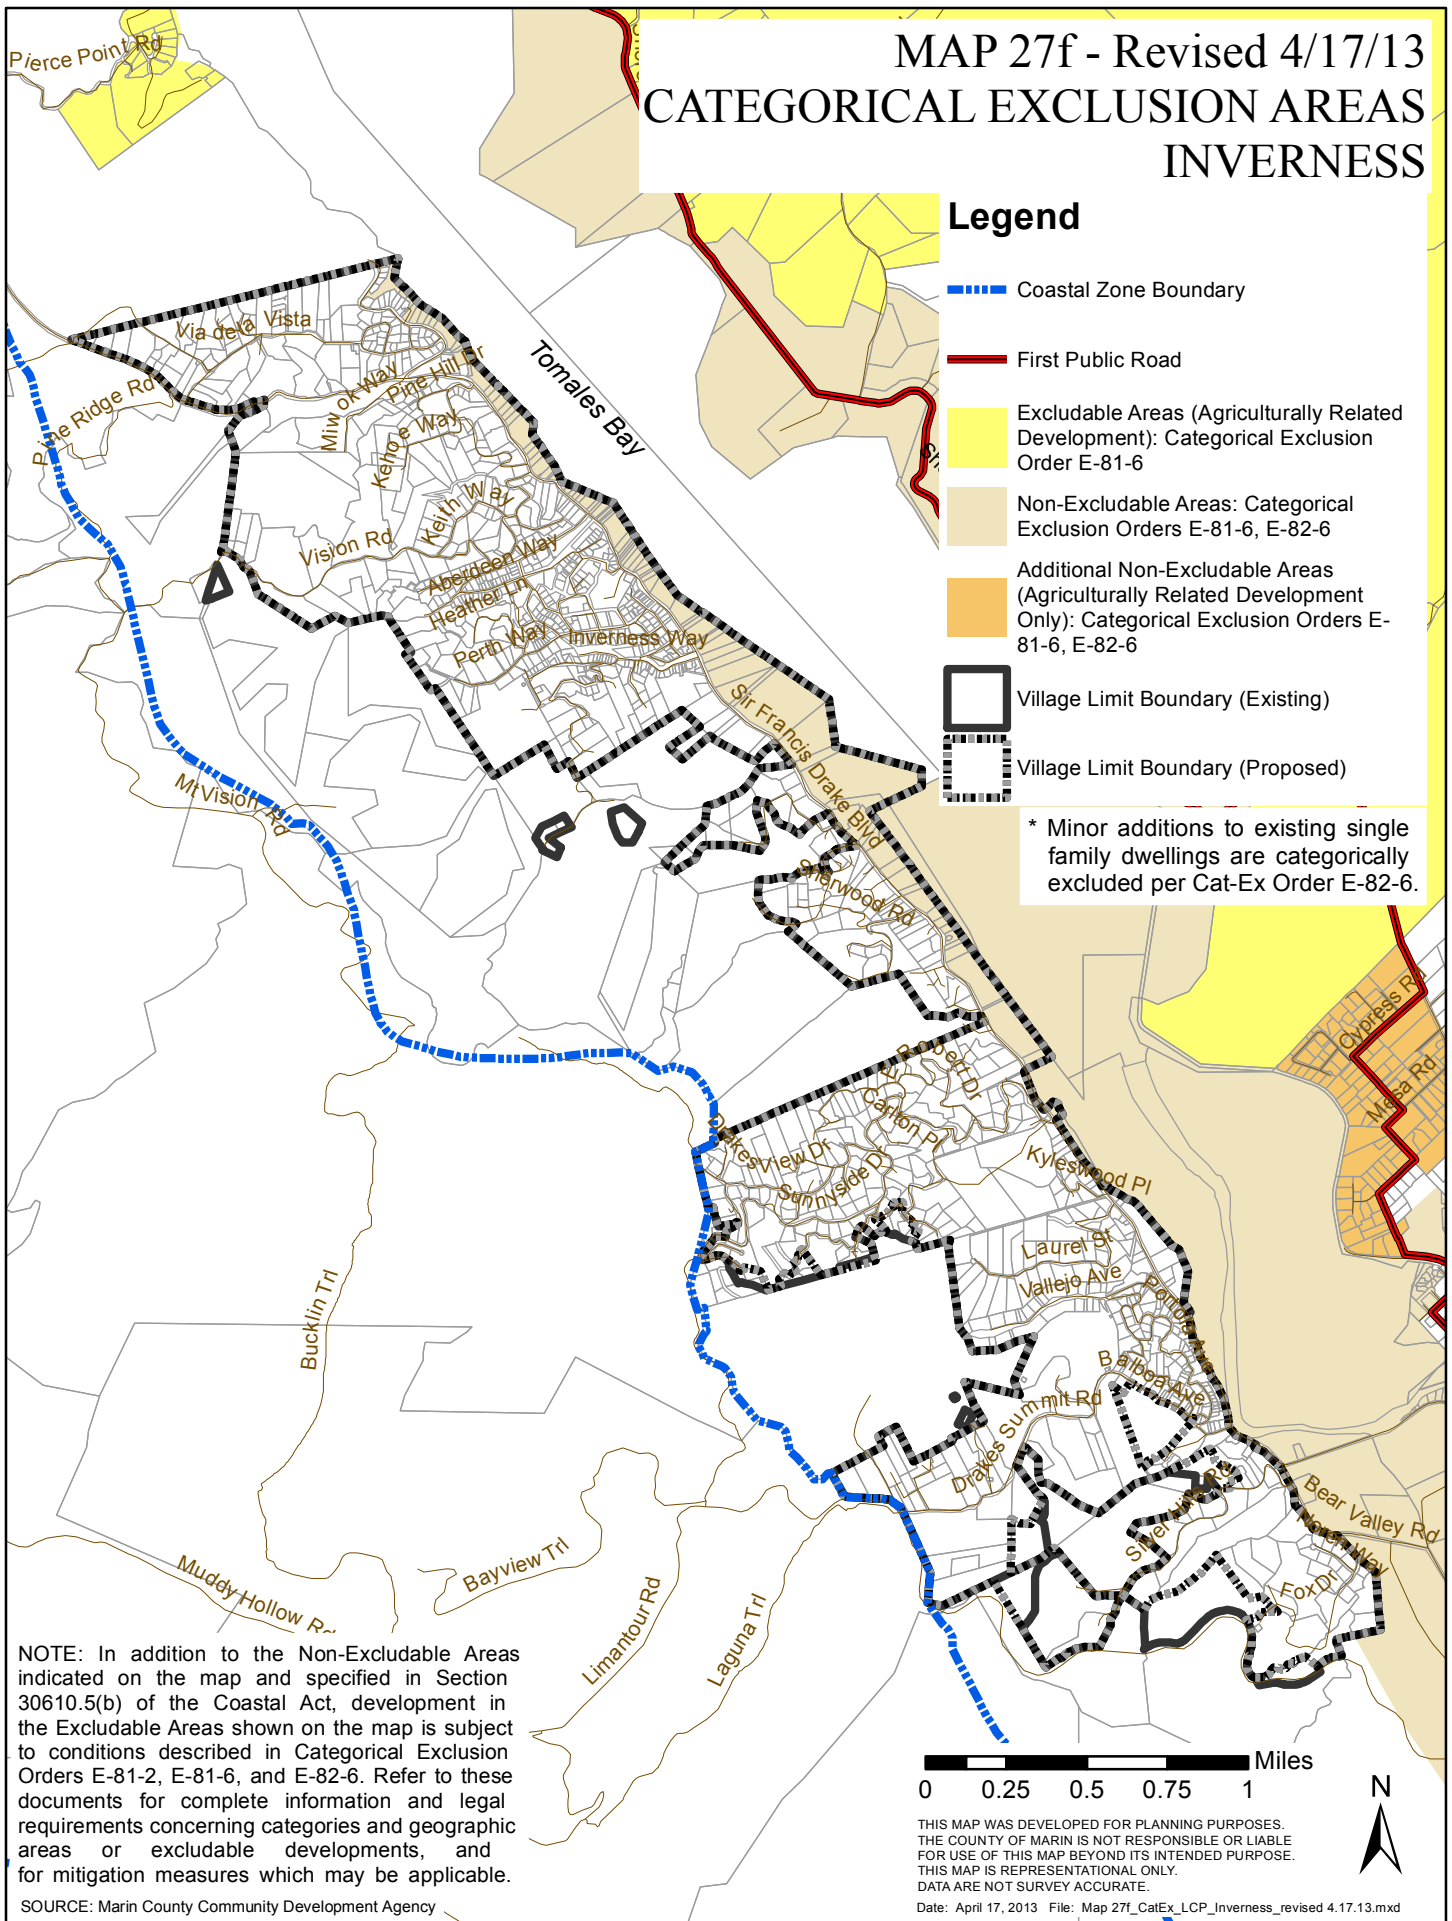 MAP 27f - Revised 4/17/13
CATEGORICAL EXCLUSION AREAS
INVERNESS
Legend
Coastal Zone Boundary
First Public Road
Excludable Areas (Agriculturally Related
Development): Categorical Exclusion
Order E-81-6
Non-Excludable Areas: Categorical
Exclusion Orders E-81-6, E-82-6
Additional Non-Excludable Areas
(Agriculturally Related Development
Only): Categorical Exclusion Orders E-
81-6, E-82-6
Village Limit Boundary (Existing)
Village Limit Boundary (Proposed)
* Minor additions to existing single
family dwellings are categorically
excluded per Cat-Ex Order E-82-6.
Pierce Point Rd
Via de la Vista
Pine Ridge Rd
Miwok Way
Pine Hill Dr
Kehoe Way
Tomales Bay
Keith Way
Vision Rd
Aberdeen Way
Heather Ln
Perth Way
Inverness Way
Sir Francis Drake Blvd
Mt Vision Rd
Sherwood Rd
Cypress Rd
Mesa Rd
E Robert Dr
Carlton Pl
Drakes View Dr
Sunnyside Dr
Kyleswood Pl
Laurel St
Vallejo Ave
Portola Ave
Balboa Ave
Bucklin Trl
Drakes Summit Rd
Silver Hills Rd
Bear Valley Rd
Noren Way
Fox Dr
Bayview Trl
Muddy Hollow Rd
Limantour Rd
Laguna Trl
NOTE: In addition to the Non-Excludable Areas
indicated on the map and specified in Section
30610.5(b) of the Coastal Act, development in
the Excludable Areas shown on the map is subject
to conditions described in Categorical Exclusion
Orders E-81-2, E-81-6, and E-82-6. Refer to these
documents for complete information and legal
requirements concerning categories and geographic
areas or excludable developments, and
for mitigation measures which may be applicable.
SOURCE: Marin County Community Development Agency
Miles
0 0.25 0.5 0.75 1
N
THIS MAP WAS DEVELOPED FOR PLANNING PURPOSES.
THE COUNTY OF MARIN IS NOT RESPONSIBLE OR LIABLE
FOR USE OF THIS MAP BEYOND ITS INTENDED PURPOSE.
THIS MAP IS REPRESENTATIONAL ONLY.
DATA ARE NOT SURVEY ACCURATE.
Date: April 17, 2013 File: Map 27f_CatEx_LCP_Inverness_revised 4.17.13.mxd